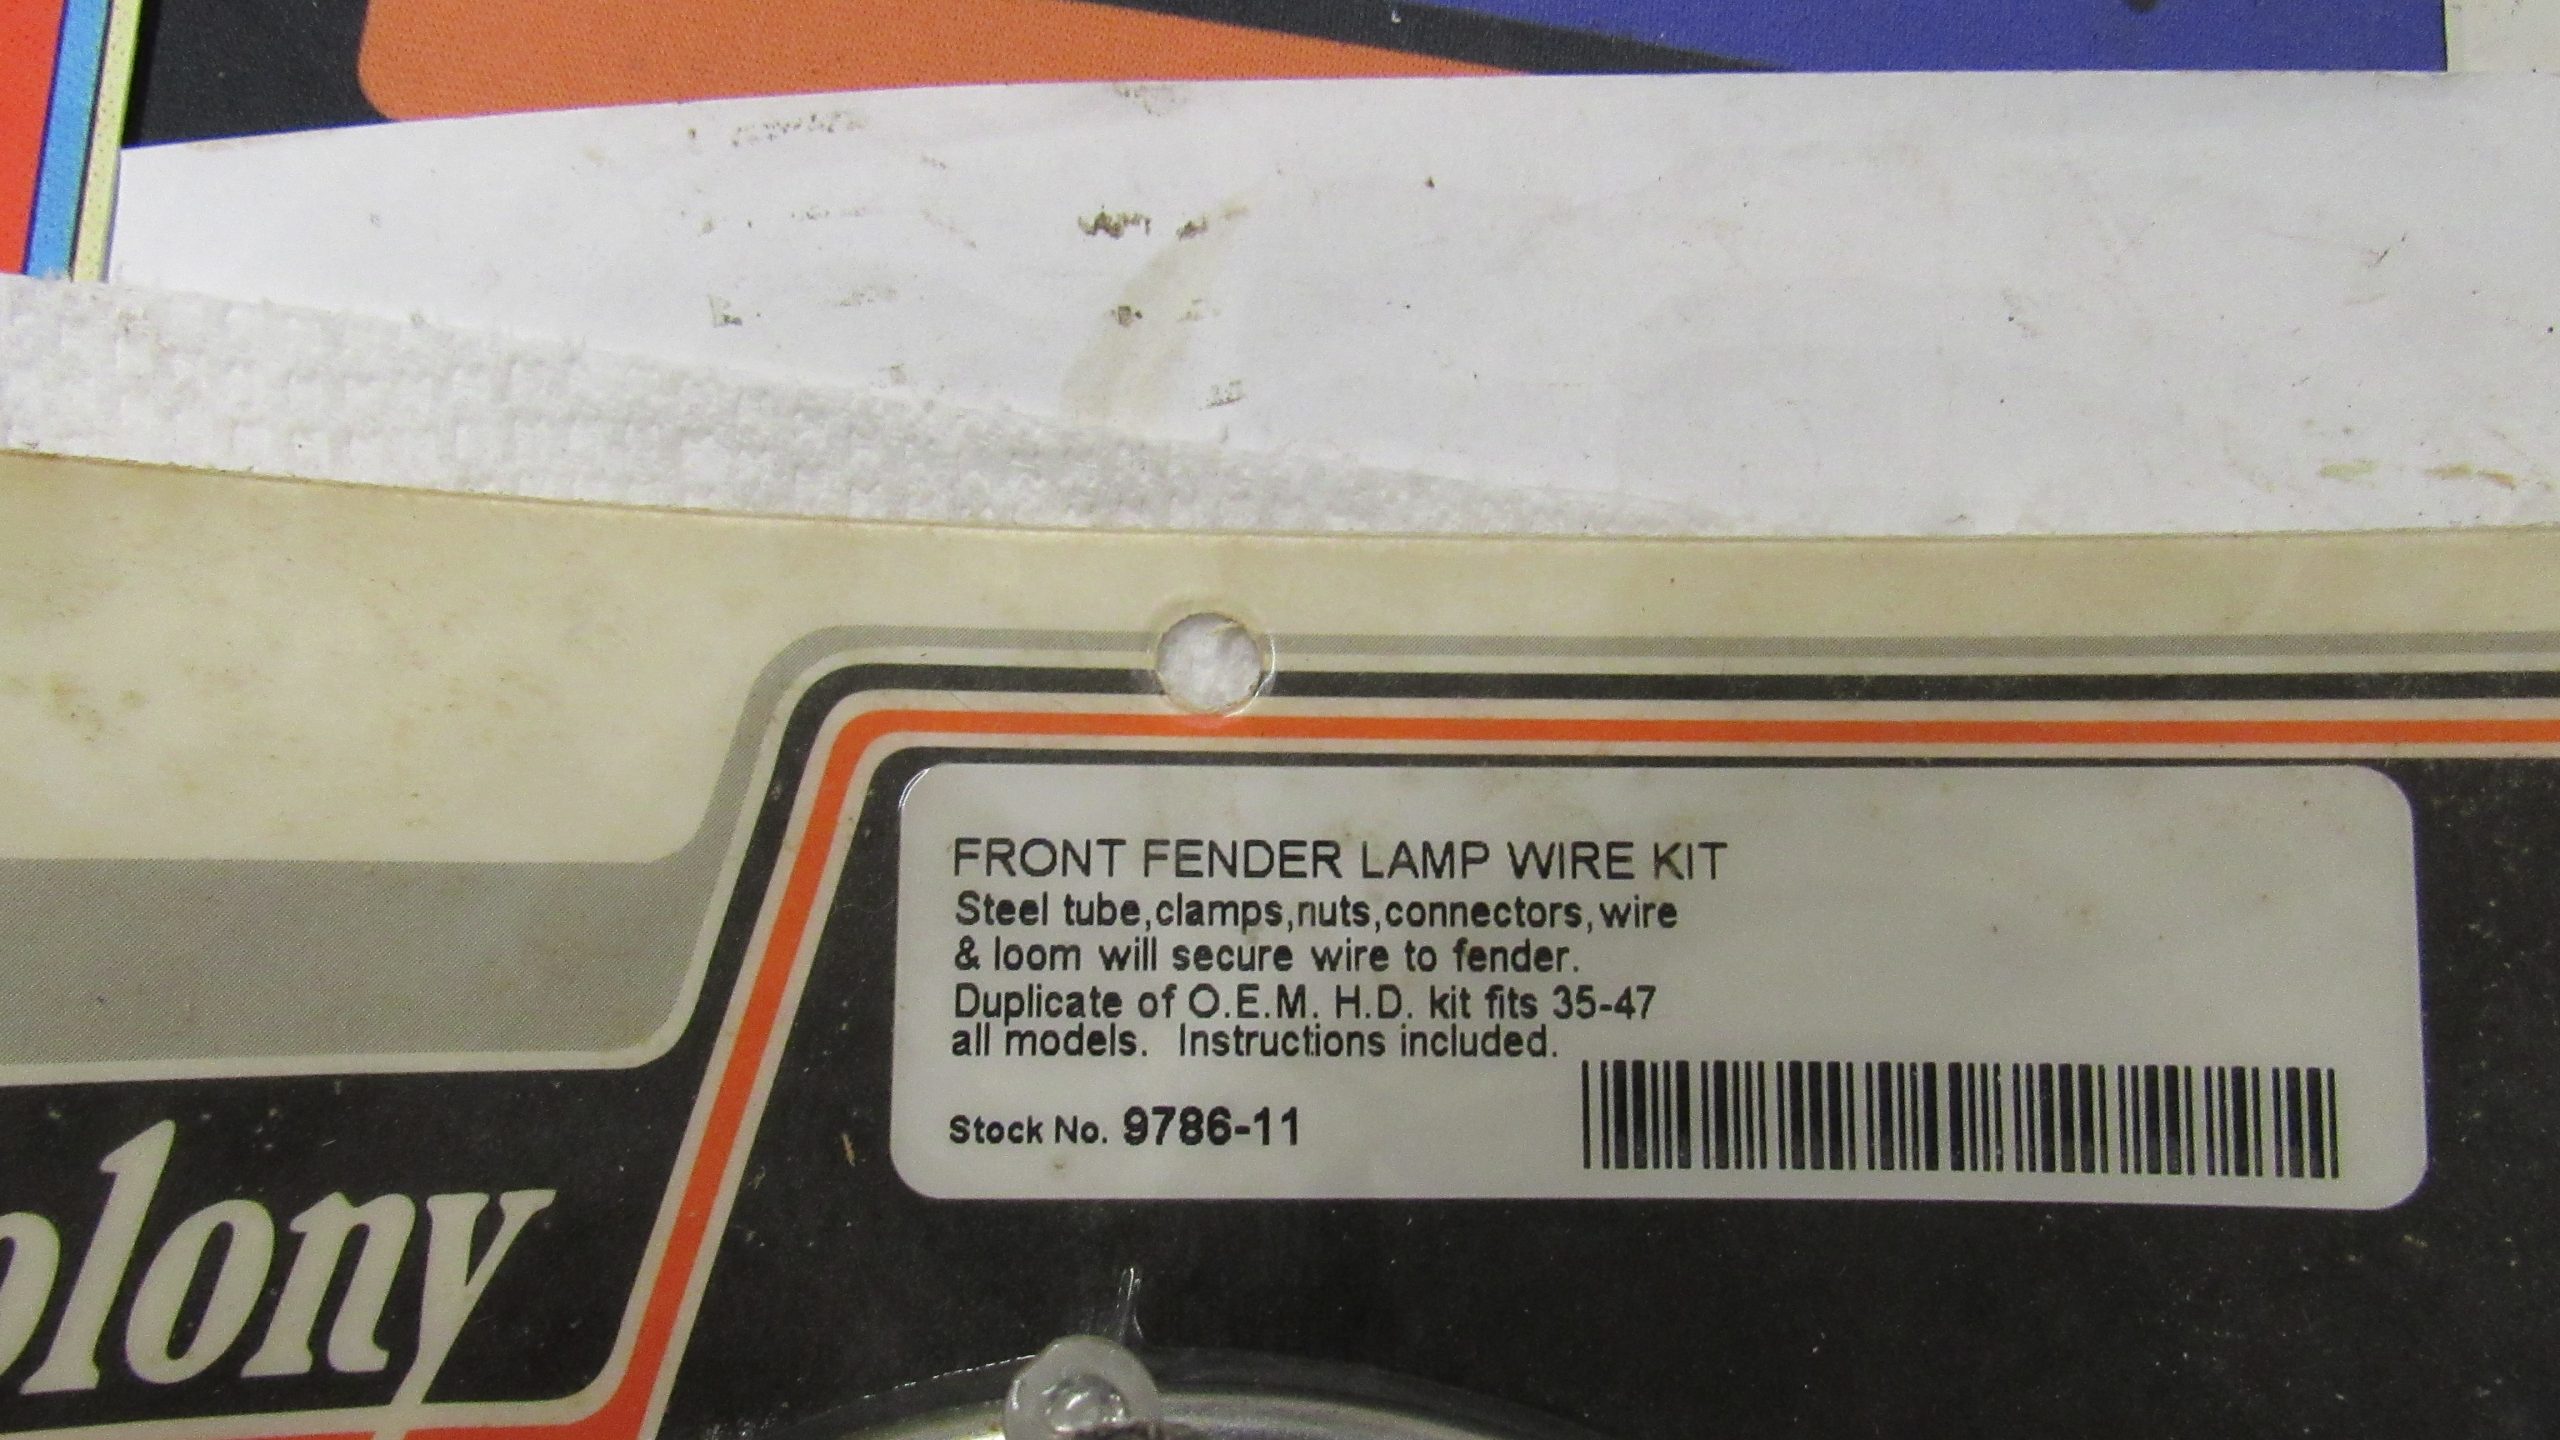 FRONT FENDER LAMP WIRE KIT
Steel tube,clamps,nuts,connectors,wire
& loom will secure wire to fender.
Duplicate of O.E.M. H.D. kit fits 35-47
all models. Instructions included.
Stock No. 9786-11
olony